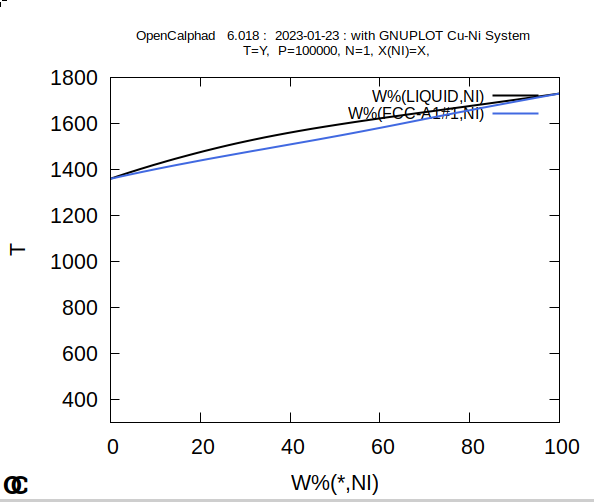 OpenCalphad 6.018 : 2023-01-23 : with GNUPLOT Cu-Ni System
T=Y, P=100000, N=1, X(NI)=X,
1800
W%(LIQUID,NI)
W%(FCC-A1#1,NI)
1600
1400
1200
T
1000
800
600
400
0 20 40 60 80 100
W%(*,NI)
OC